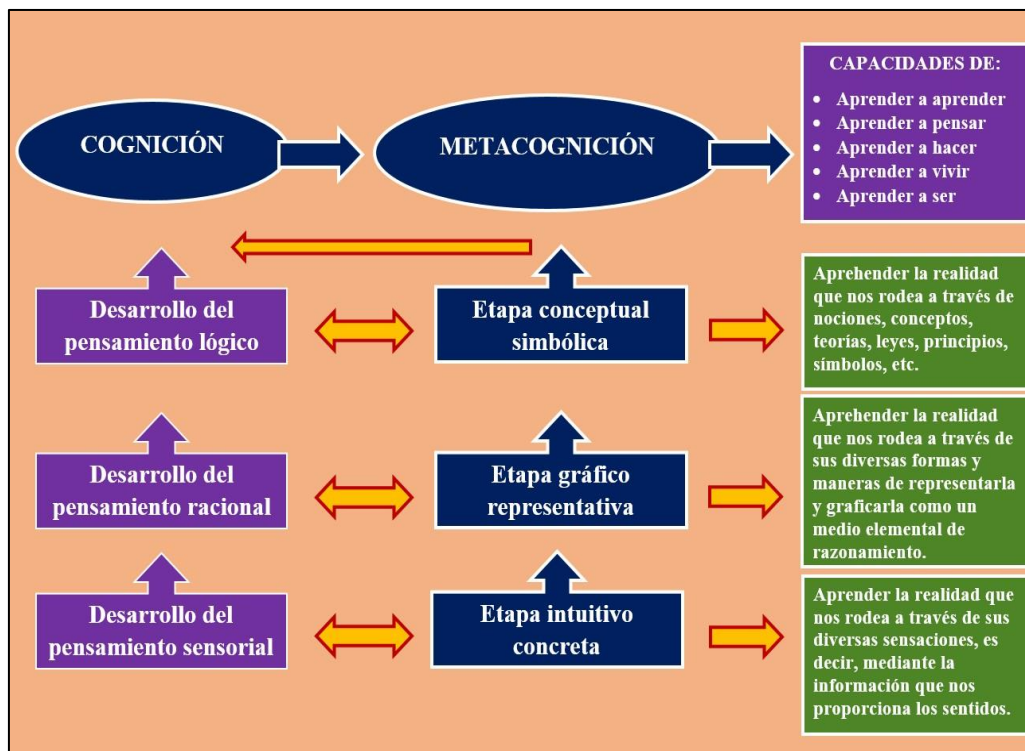 COGNICIÓN
METACOGNICIÓN
CAPACIDADES DE:
• Aprender a aprender
• Aprender a pensar
• Aprender a hacer
• Aprender a vivir
• Aprender a ser
Desarrollo del
pensamiento lógico
Etapa conceptual
simbólica
Aprehender la realidad
que nos rodea a través de
nociones, conceptos,
teorías, leyes, principios,
símbolos, etc.
Desarrollo del
pensamiento racional
Etapa gráfico
representativa
Aprehender la realidad
que nos rodea a través de
sus diversas formas y
maneras de representarla
y graficarla como un
medio elemental de
razonamiento.
Desarrollo del
pensamiento sensorial
Etapa intuitivo
concreta
Aprender la realidad que
nos rodea a través de sus
diversas sensaciones, es
decir, mediante la
información que nos
proporciona los sentidos.